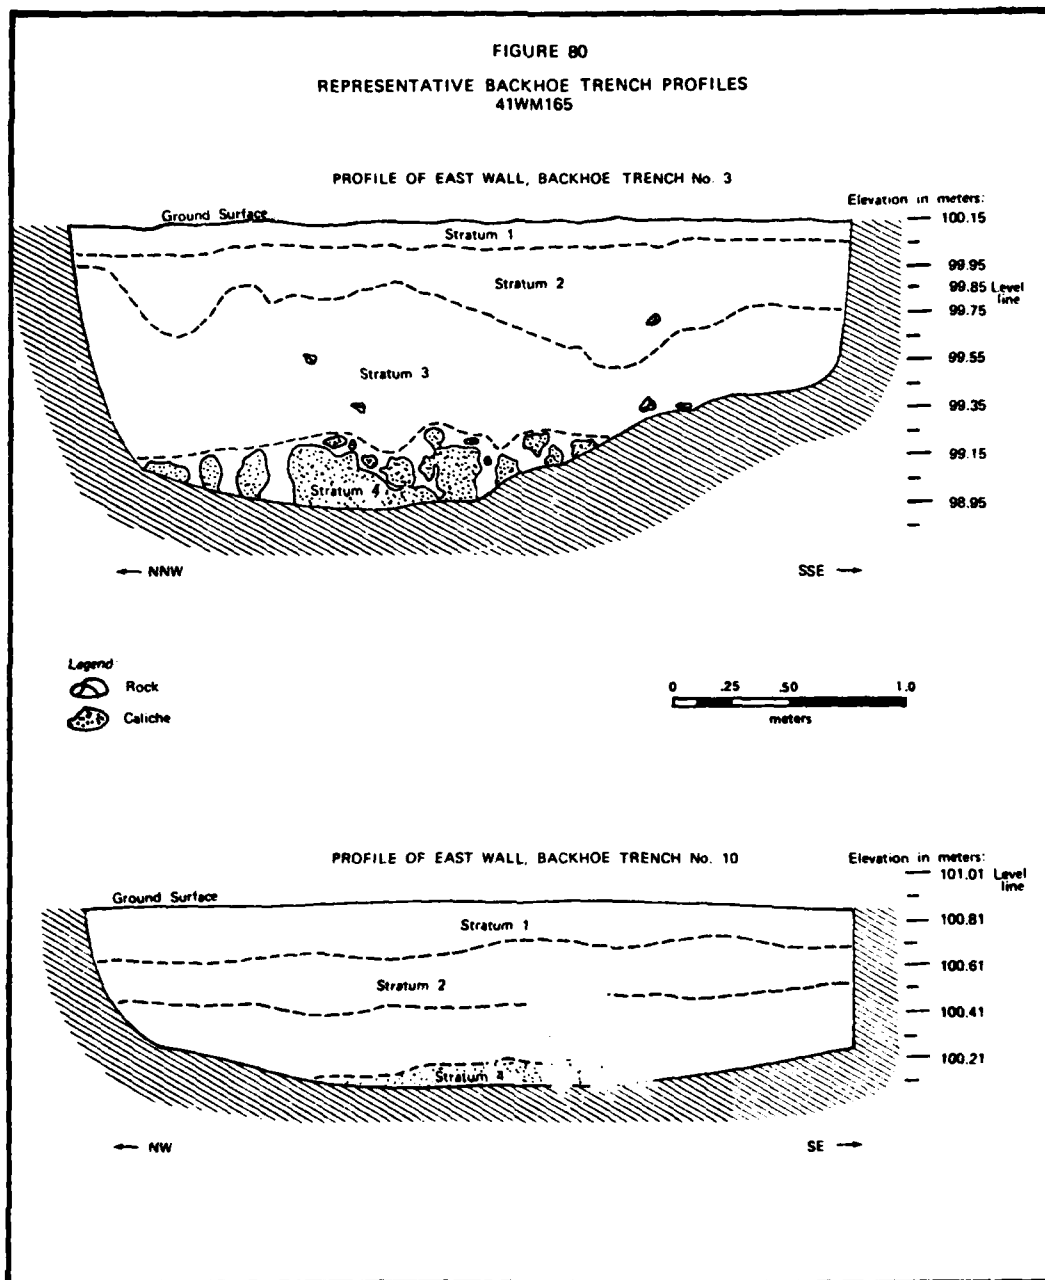 FIGURE 80
REPRESENTATIVE BACKHOE TRENCH PROFILES
41WM165
PROFILE OF EAST WALL, BACKHOE TRENCH No. 3
Elevation in meters:
Ground Surface
100.15
Stratum 1
99.95
Stratum 2
99.85 Level line
99.75
99.55
Stratum 3
99.35
99.15
Stratum 4
98.95
← NNW
SSE →
Legend
Rock
Caliche
0 .25 .50 1.0
meters
PROFILE OF EAST WALL, BACKHOE TRENCH No. 10
Elevation in meters:
101.01 Level line
Ground Surface
100.81
Stratum 1
100.61
Stratum 2
100.41
100.21
Stratum 4
← NW
SE →